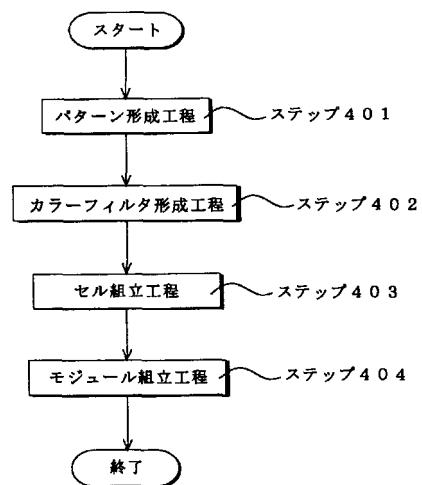 スタート
パターン形成工程 ステップ401
カラーフィルタ形成工程 ステップ402
セル組立工程 ステップ403
モジュール組立工程 ステップ404
終了